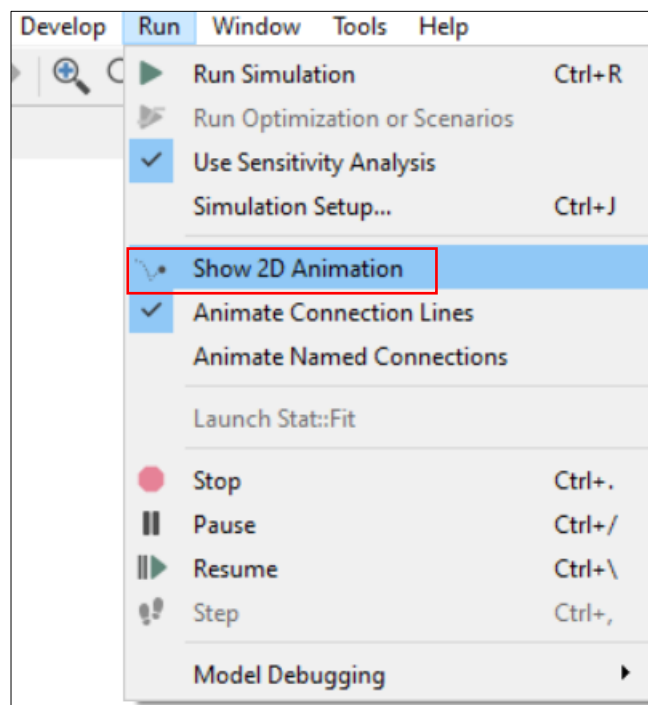 Develop Run Window Tools Help
Run Simulation Ctrl+R
Run Optimization or Scenarios
Use Sensitivity Analysis
Simulation Setup... Ctrl+J
Show 2D Animation
Animate Connection Lines
Animate Named Connections
Launch Stat::Fit
Stop Ctrl+.
Pause Ctrl+/
Resume Ctrl+\
Step Ctrl+,
Model Debugging